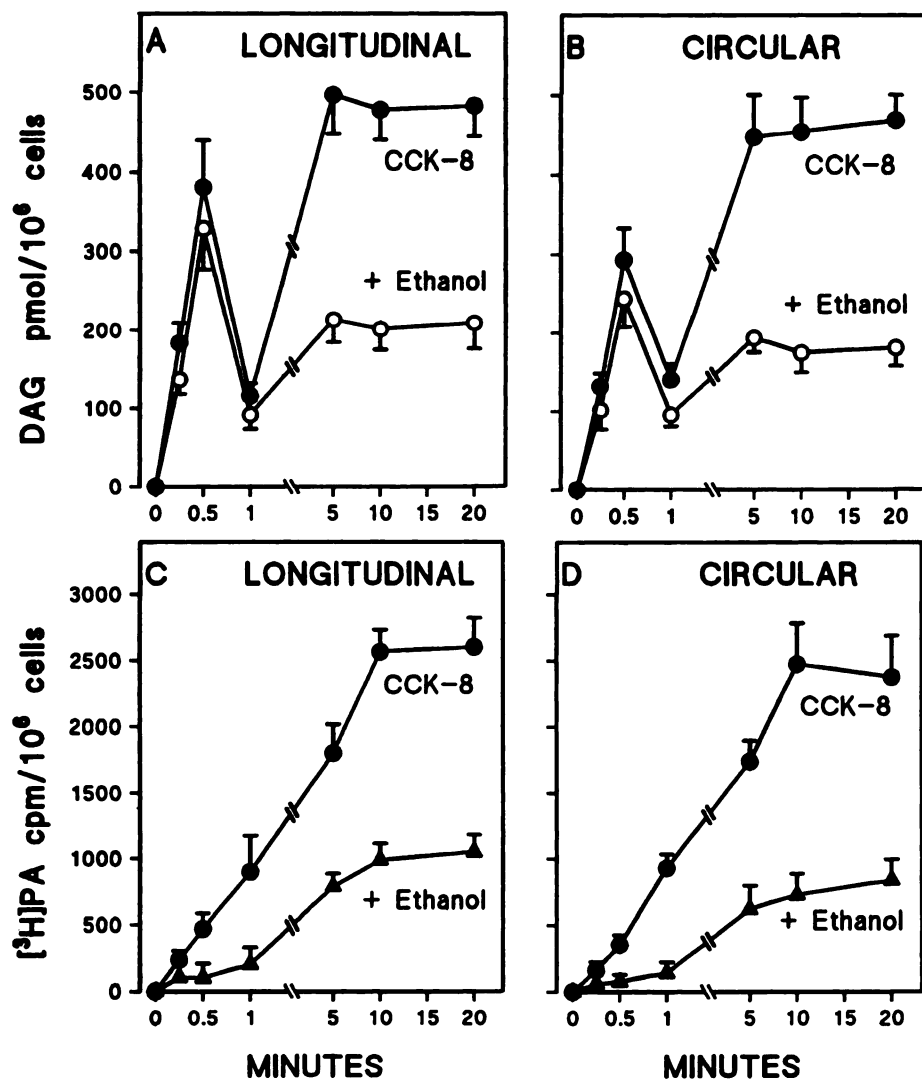 A LONGITUDINAL
B CIRCULAR
DAG pmol/10⁶ cells
500
400
300
200
100
0
CCK-8
+ Ethanol
CCK-8
+ Ethanol
0 0.5 1 5 10 15 20
0 0.5 1 5 10 15 20
C LONGITUDINAL
D CIRCULAR
[³H]PA cpm/10⁶ cells
3000
2500
2000
1500
1000
500
0
CCK-8
+ Ethanol
CCK-8
+ Ethanol
0 0.5 1 5 10 15 20
0 0.5 1 5 10 15 20
MINUTES
MINUTES